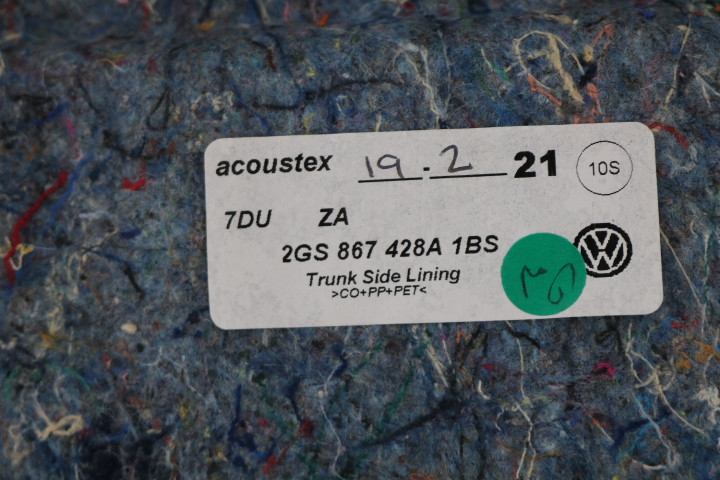 acoustex 19 - 2 21 10S
7DU ZA
2GS 867 428A 1BS
Trunk Side Lining
>CO+PP+PET<